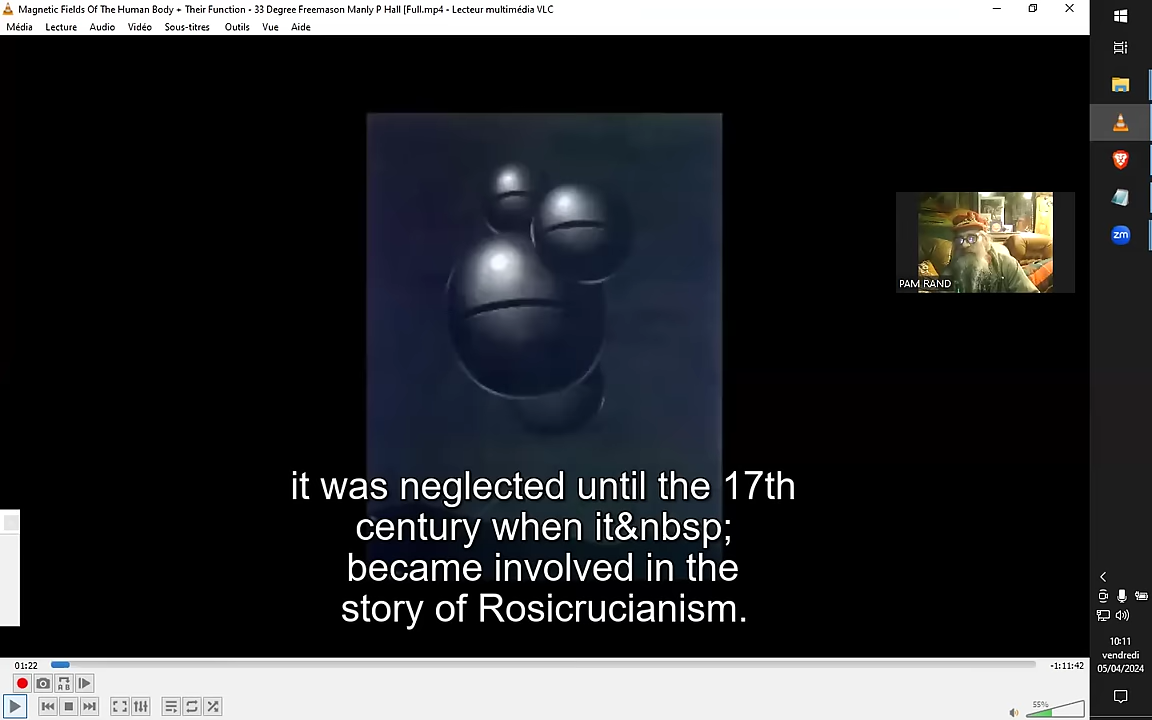 Magnetic Fields Of The Human Body + Their Function - 33 Degree Freemason Manly P Hall [Full.mp4 - Lecteur multimédia VLC
Média Lecture Audio Vidéo Sous-titres Outils Vue Aide
PAM RAND
zm
it was neglected until the 17th
century when it&nbsp;
became involved in the
story of Rosicrucianism.
01:22
-1:11:42
55%
10:11
vendredi
05/04/2024